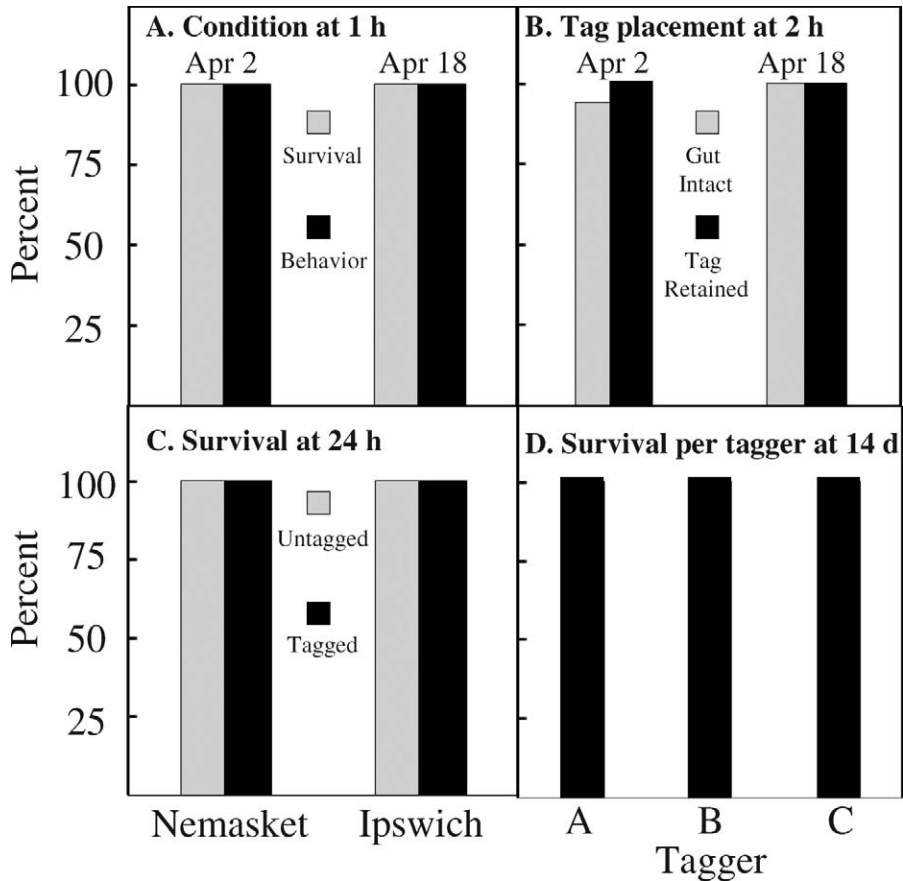 A. Condition at 1 h
Apr 2
Apr 18
100
75
50
25
Percent
Survival
Behavior
B. Tag placement at 2 h
Apr 2
Apr 18
Gut
Intact
Tag
Retained
C. Survival at 24 h
100
75
50
25
Percent
Untagged
Tagged
Nemasket
Ipswich
D. Survival per tagger at 14 d
A
B
C
Tagger